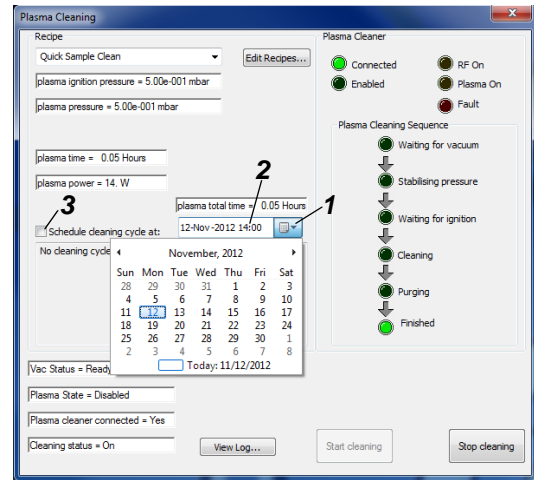 Plasma Cleaning
Recipe
Quick Sample Clean
Edit Recipes...
plasma ignition pressure = 5.00e-001 mbar
plasma pressure = 5.00e-001 mbar
plasma time =   0.05 Hours
plasma power = 14. W
plasma total time =   0.05 Hours
3
2
1
Schedule cleaning cycle at:
12-Nov -2012 14:00
No cleaning cycle
November, 2012
Sun Mon Tue Wed Thu Fri Sat
28 29 30 31 1 2 3
4 5 6 7 8 9 10
11 12 13 14 15 16 17
18 19 20 21 22 23 24
25 26 27 28 29 30 1
2 3 4 5 6 7 8
Today: 11/12/2012
Vac Status = Ready
Plasma State = Disabled
Plasma cleaner connected = Yes
Cleaning status = On
View Log...
Plasma Cleaner
Connected
RF On
Enabled
Plasma On
Fault
Plasma Cleaning Sequence
Waiting for vacuum
Stabilising pressure
Waiting for ignition
Cleaning
Purging
Finished
Start cleaning
Stop cleaning